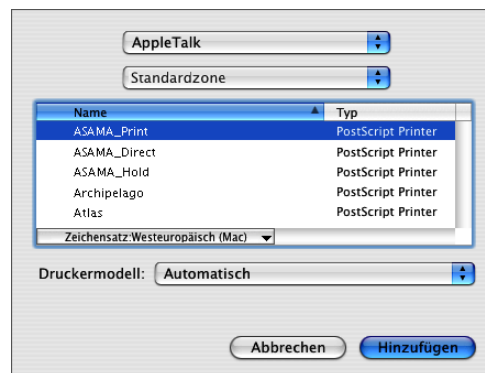 AppleTalk
Standardzone
Name Typ
ASAMA_Print PostScript Printer
ASAMA_Direct PostScript Printer
ASAMA_Hold PostScript Printer
Archipelago PostScript Printer
Atlas PostScript Printer
Zeichensatz:Westeuropäisch (Mac)
Druckermodell: Automatisch
Abbrechen Hinzufügen